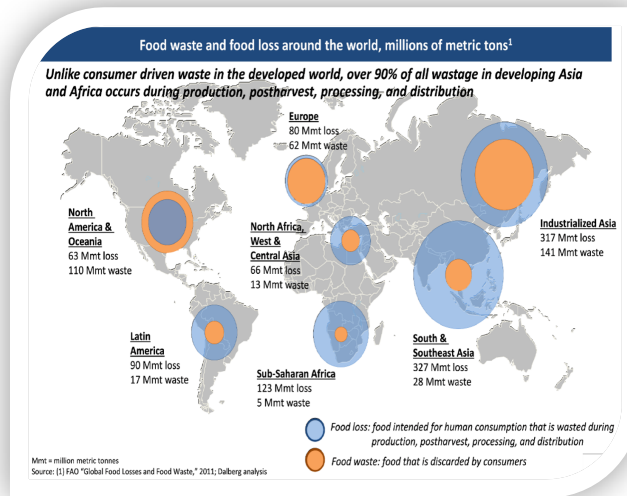 Food waste and food loss around the world, millions of metric tons1
Unlike consumer driven waste in the developed world, over 90% of all wastage in developing Asia
and Africa occurs during production, postharvest, processing, and distribution
Europe
80 Mmt loss
62 Mmt waste
North
America &
Oceania
63 Mmt loss
110 Mmt waste
North Africa,
West &
Central Asia
66 Mmt loss
13 Mmt waste
Industrialized Asia
317 Mmt loss
141 Mmt waste
Latin
America
90 Mmt loss
17 Mmt waste
Sub-Saharan Africa
123 Mmt loss
5 Mmt waste
South &
Southeast Asia
327 Mmt loss
28 Mmt waste
Food loss: food intended for human consumption that is wasted during
production, postharvest, processing, and distribution
Food waste: food that is discarded by consumers
Mmt = million metric tonnes
Source: (1) FAO "Global Food Losses and Food Waste," 2011; Dalberg analysis